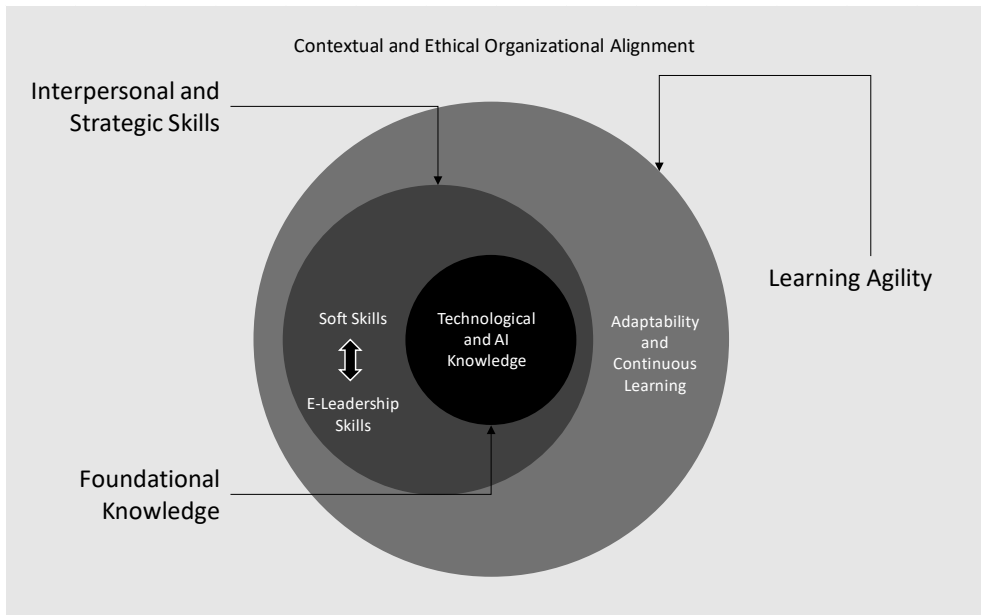 Contextual and Ethical Organizational Alignment
Interpersonal and
Strategic Skills
Learning Agility
Soft Skills
E-Leadership
Skills
Technological
and AI
Knowledge
Adaptability
and
Continuous
Learning
Foundational
Knowledge